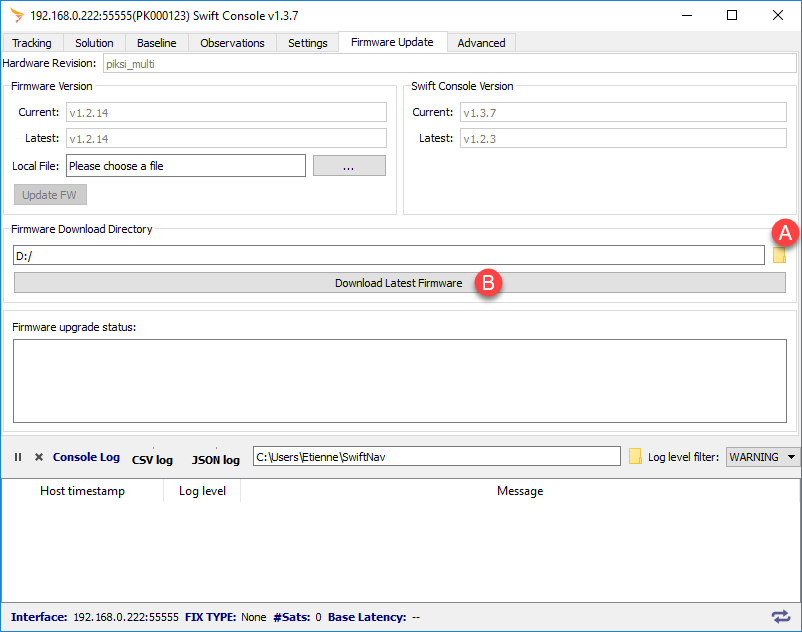 192.168.0.222:55555(PK000123) Swift Console v1.3.7
Tracking Solution Baseline Observations Settings Firmware Update Advanced
Hardware Revision: piksi_multi
Firmware Version Swift Console Version
Current: v1.2.14 Current: v1.3.7
Latest: v1.2.14 Latest: v1.2.3
Local File: Please choose a file ...
Update FW
Firmware Download Directory
A
D:/
Download Latest Firmware B
Firmware upgrade status:
Console Log CSV log JSON log C:\Users\Etienne\SwiftNav Log level filter: WARNING
Host timestamp Log level Message
Interface: 192.168.0.222:55555 FIX TYPE: None #Sats: 0 Base Latency: --